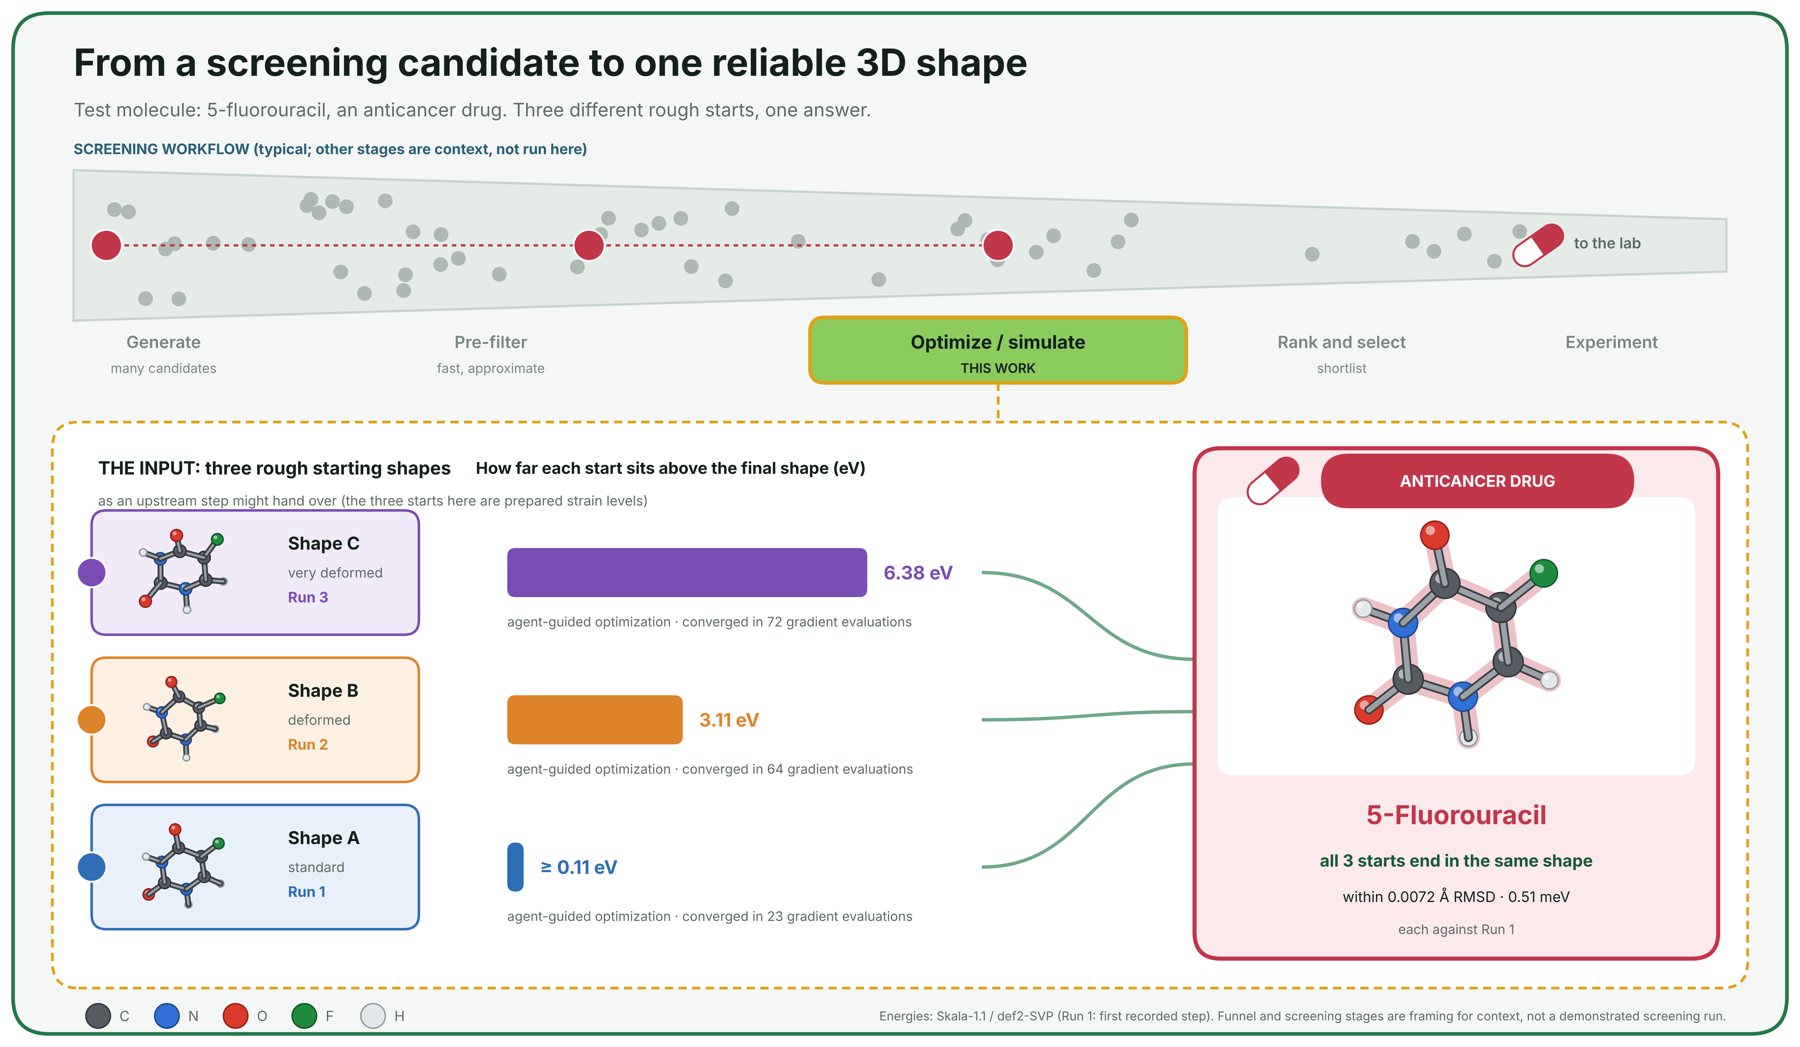 From a screening candidate to one reliable 3D shape
Test molecule: 5-fluorouracil, an anticancer drug. Three different rough starts, one answer.
SCREENING WORKFLOW (typical; other stages are context, not run here)
to the lab
Generate
many candidates
Pre-filter
fast, approximate
Optimize / simulate
THIS WORK
Rank and select
shortlist
Experiment
THE INPUT: three rough starting shapes
How far each start sits above the final shape (eV)
as an upstream step might hand over (the three starts here are prepared strain levels)
Shape C
very deformed
Run 3
6.38 eV
agent-guided optimization · converged in 72 gradient evaluations
Shape B
deformed
Run 2
3.11 eV
agent-guided optimization · converged in 64 gradient evaluations
Shape A
standard
Run 1
≥ 0.11 eV
agent-guided optimization · converged in 23 gradient evaluations
ANTICANCER DRUG
5-Fluorouracil
all 3 starts end in the same shape
within 0.0072 Å RMSD · 0.51 meV
each against Run 1
C
N
O
F
H
Energies: Skala-1.1 / def2-SVP (Run 1: first recorded step). Funnel and screening stages are framing for context, not a demonstrated screening run.